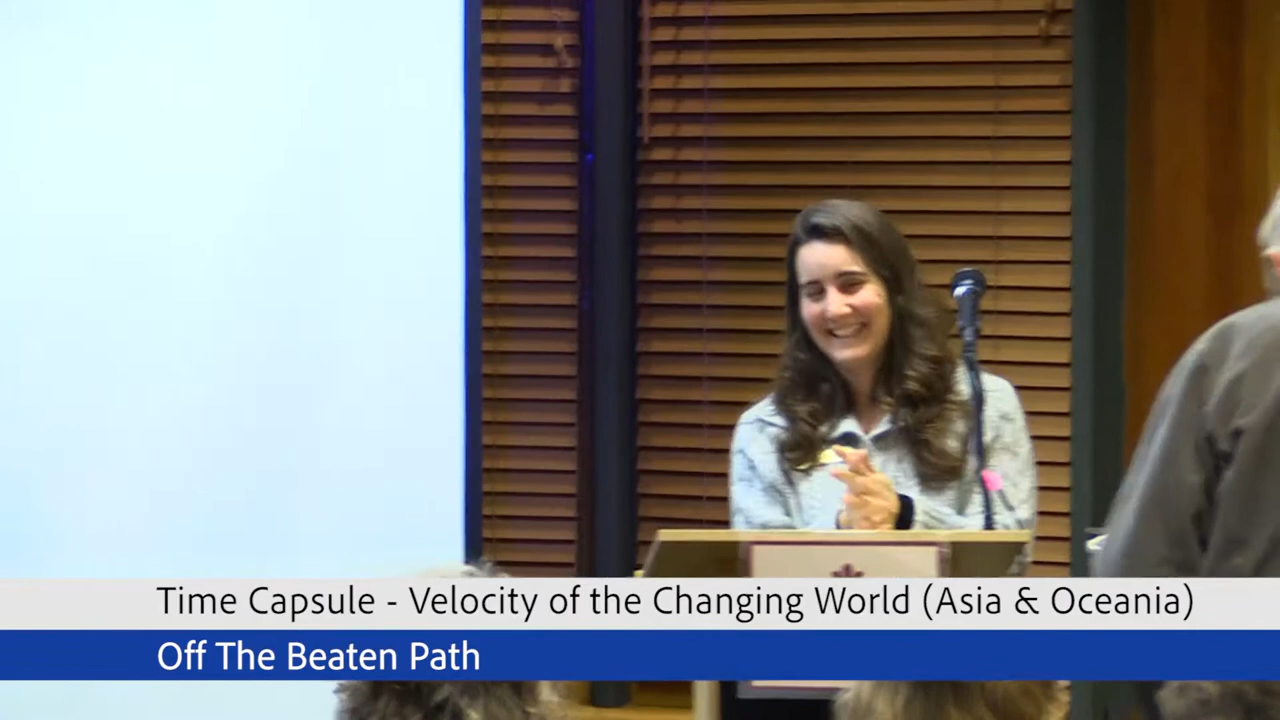 Time Capsule - Velocity of the Changing World (Asia & Oceania)
Off The Beaten Path